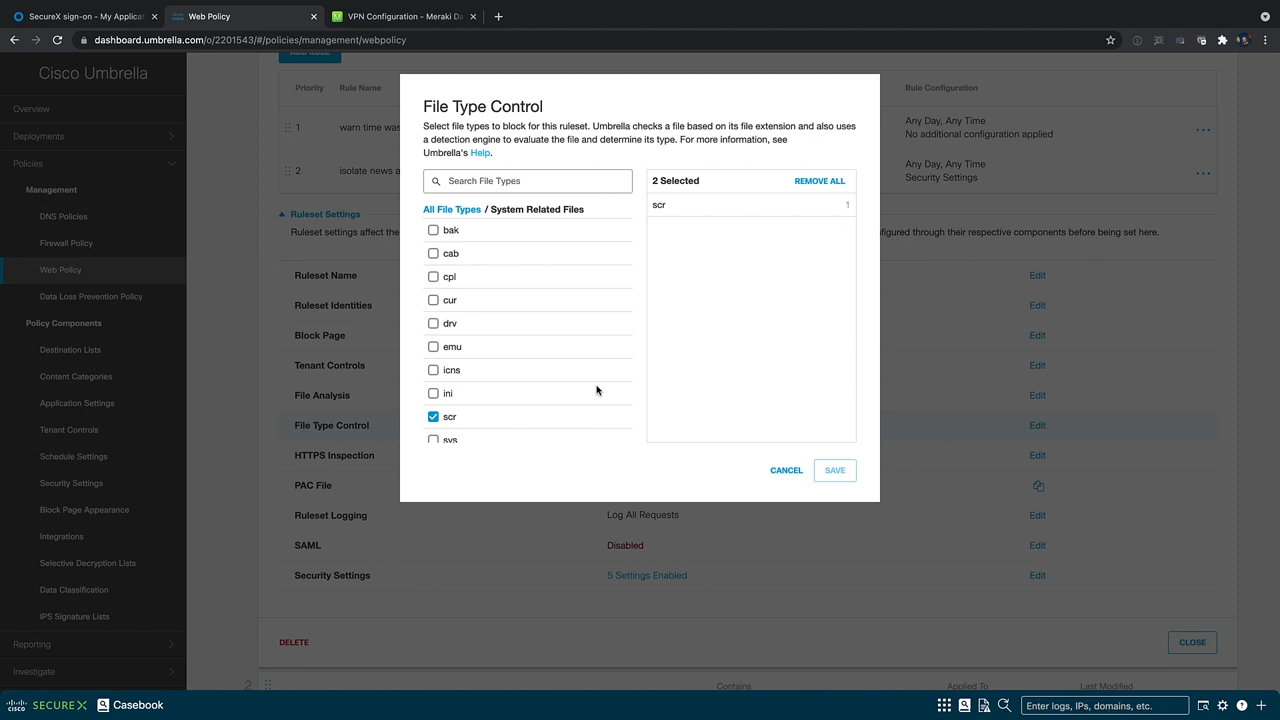 SecureX sign-on - My Applicat
Web Policy
M VPN Configuration - Meraki Da
dashboard.umbrella.com/o/2201543/#/policies/management/webpolicy
Cisco Umbrella
Overview
Deployments
Policies
Management
DNS Policies
Firewall Policy
Web Policy
Data Loss Prevention Policy
Policy Components
Destination Lists
Content Categories
Application Settings
Tenant Controls
Schedule Settings
Security Settings
Block Page Appearance
Integrations
Selective Decryption Lists
Data Classification
IPS Signature Lists
Reporting
Investigate
ADD RULE
Priority Rule Name Rule Configuration
1 warn time was Any Day, Any Time
No additional configuration applied
2 isolate news a Any Day, Any Time
Security Settings
Ruleset Settings
Ruleset settings affect the figured through their respective components before being set here.
Ruleset Name Edit
Ruleset Identities Edit
Block Page Edit
Tenant Controls Edit
File Analysis Edit
File Type Control Edit
HTTPS Inspection Edit
PAC File
Ruleset Logging Log All Requests Edit
SAML Disabled Edit
Security Settings 5 Settings Enabled Edit
DELETE CLOSE
2 Contains Applied To Last Modified
File Type Control
Select file types to block for this ruleset. Umbrella checks a file based on its file extension and also uses
a detection engine to evaluate the file and determine its type. For more information, see
Umbrella's Help.
Search File Types
All File Types / System Related Files
bak
cab
cpl
cur
drv
emu
icns
ini
scr
sys
2 Selected REMOVE ALL
scr 1
CANCEL SAVE
cisco SECURE X Casebook
Enter logs, IPs, domains, etc.